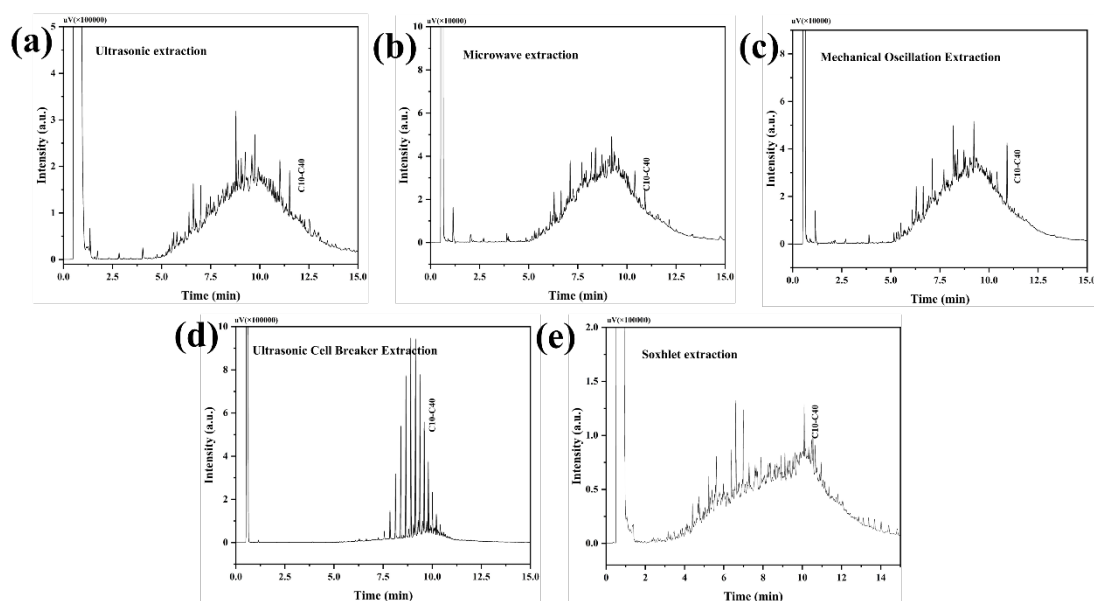 (a)
uV(×100000)
Ultrasonic extraction
C10-C40
Intensity (a.u.)
5
4
3
2
1
0
0.0 2.5 5.0 7.5 10.0 12.5 15.0
Time (min)
(b)
uV(×10000)
Microwave extraction
C10-C40
Intensity (a.u.)
10
8
6
4
2
0
0.0 2.5 5.0 7.5 10.0 12.5 15.0
Time (min)
(c)
uV(×10000)
Mechanical Oscillation Extraction
C10-C40
Intensity (a.u.)
8
6
4
2
0
0.0 2.5 5.0 7.5 10.0 12.5 15.0
Time (min)
(d)
uV(×100000)
Ultrasonic Cell Breaker Extraction
C10-C40
Intensity (a.u.)
10
8
6
4
2
0
0.0 2.5 5.0 7.5 10.0 12.5 15.0
Time (min)
(e)
uV(×100000)
Soxhlet extraction
C10-C40
Intensity (a.u.)
2.0
1.5
1.0
0.5
0.0
0 2 4 6 8 10 12 14
Time (min)